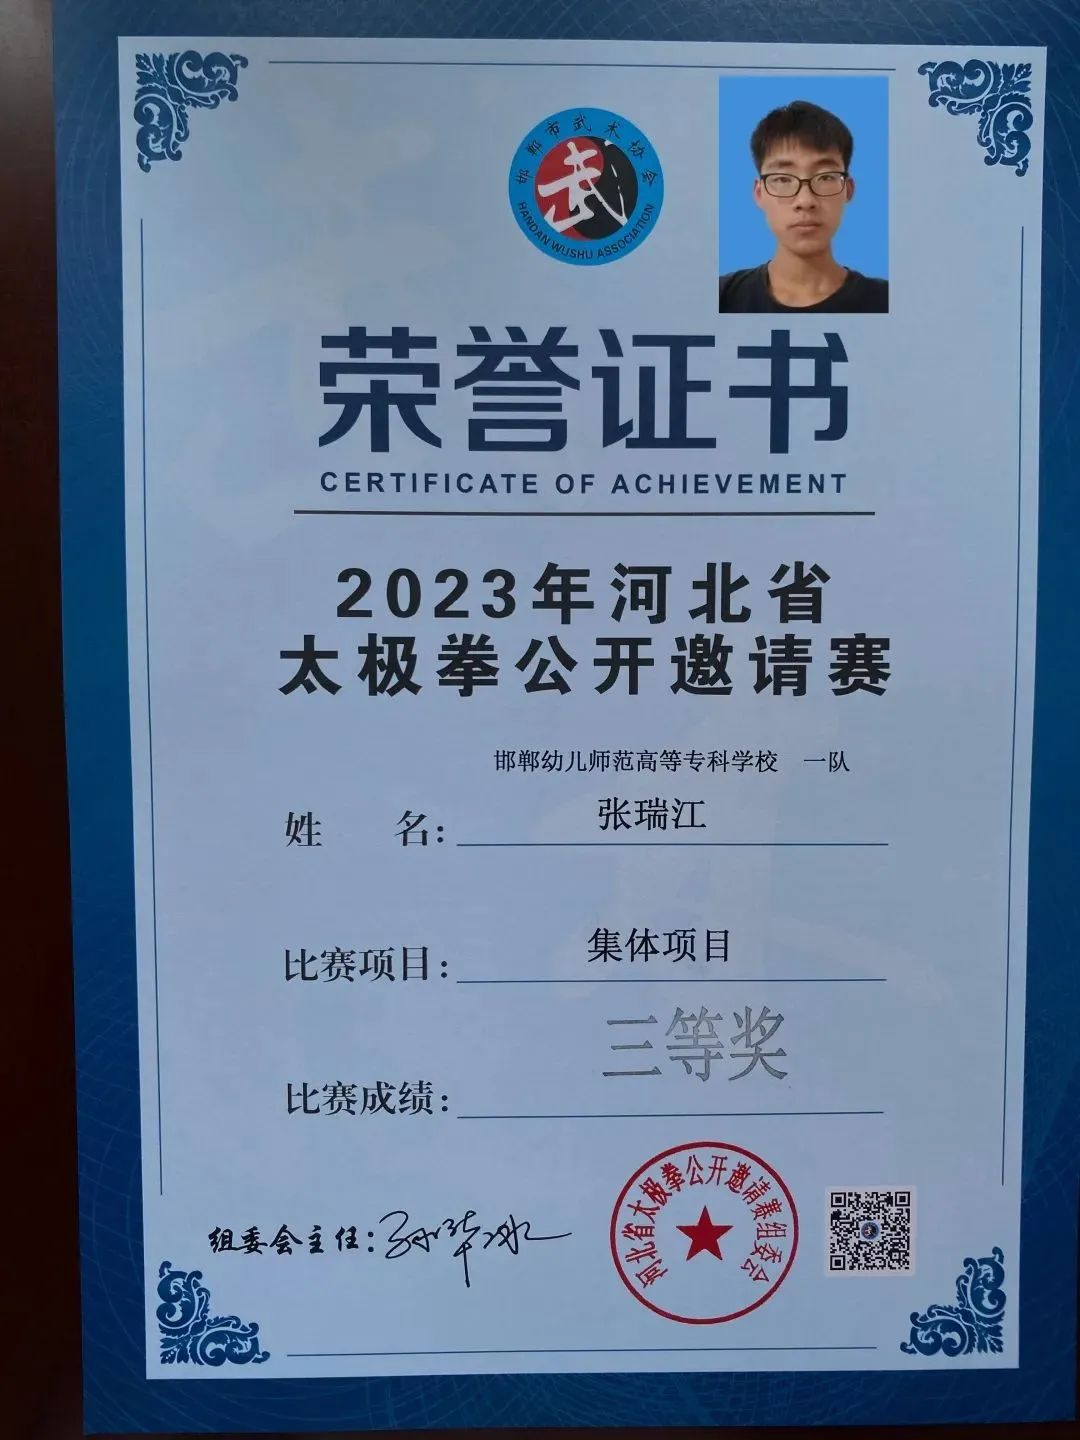 邯郸市武术协会
武
HANDAN WUSHU ASSOCIATION
荣誉证书
CERTIFICATE OF ACHIEVEMENT
2023年河北省
太极拳公开邀请赛
邯郸幼儿师范高等专科学校 一队
姓 名: 张瑞江
比赛项目: 集体项目
比赛成绩: 三等奖
组委会主任:
河北省太极拳公开邀请赛组委会